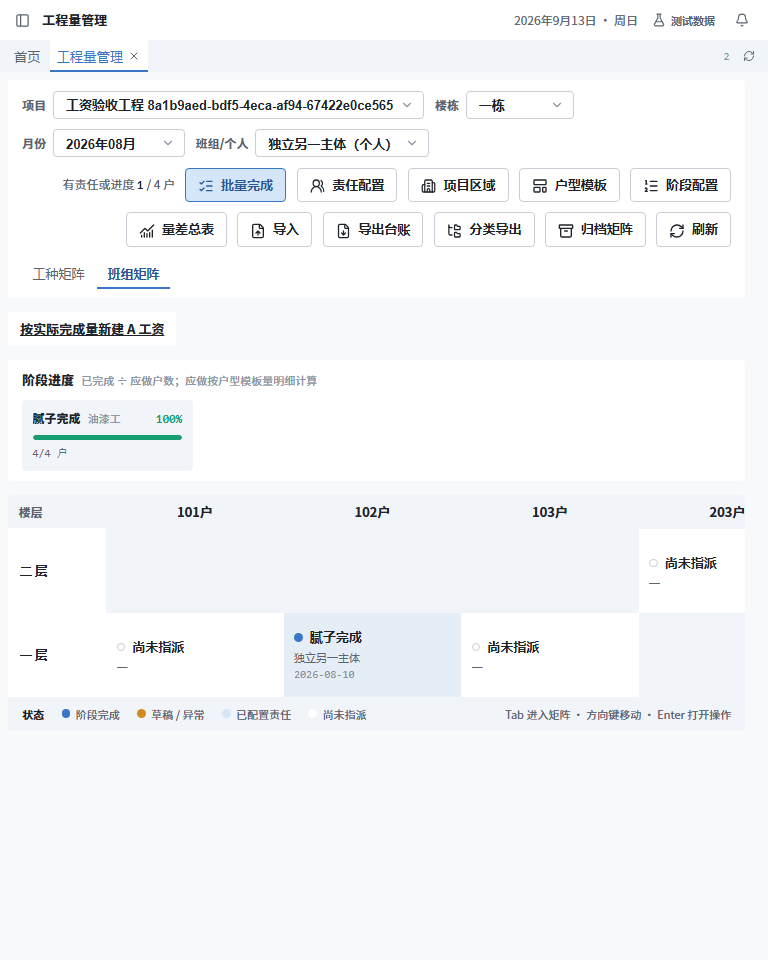 工程量管理
2026年9月13日 · 周日 测试数据
首页 工程量管理 ×
2
项目 工资验收工程 8a1b9aed-bdf5-4eca-af94-67422e0ce565 楼栋 一栋
月份 2026年08月 班组/个人 独立另一主体（个人）
有责任或进度 1 / 4 户 批量完成 责任配置 项目区域 户型模板 阶段配置
量差总表 导入 导出台账 分类导出 归档矩阵 刷新
工种矩阵 班组矩阵
按实际完成量新建 A 工资
阶段进度 已完成 ÷ 应做户数；应做按户型模板量明细计算
腻子完成 油漆工 100%
4/4 户
楼层 101户 102户 103户 203户
二层 尚未指派
—
一层 尚未指派 腻子完成 尚未指派
— 独立另一主体 —
2026-08-10
状态 阶段完成 草稿 / 异常 已配置责任 尚未指派 Tab 进入矩阵 · 方向键移动 · Enter 打开操作